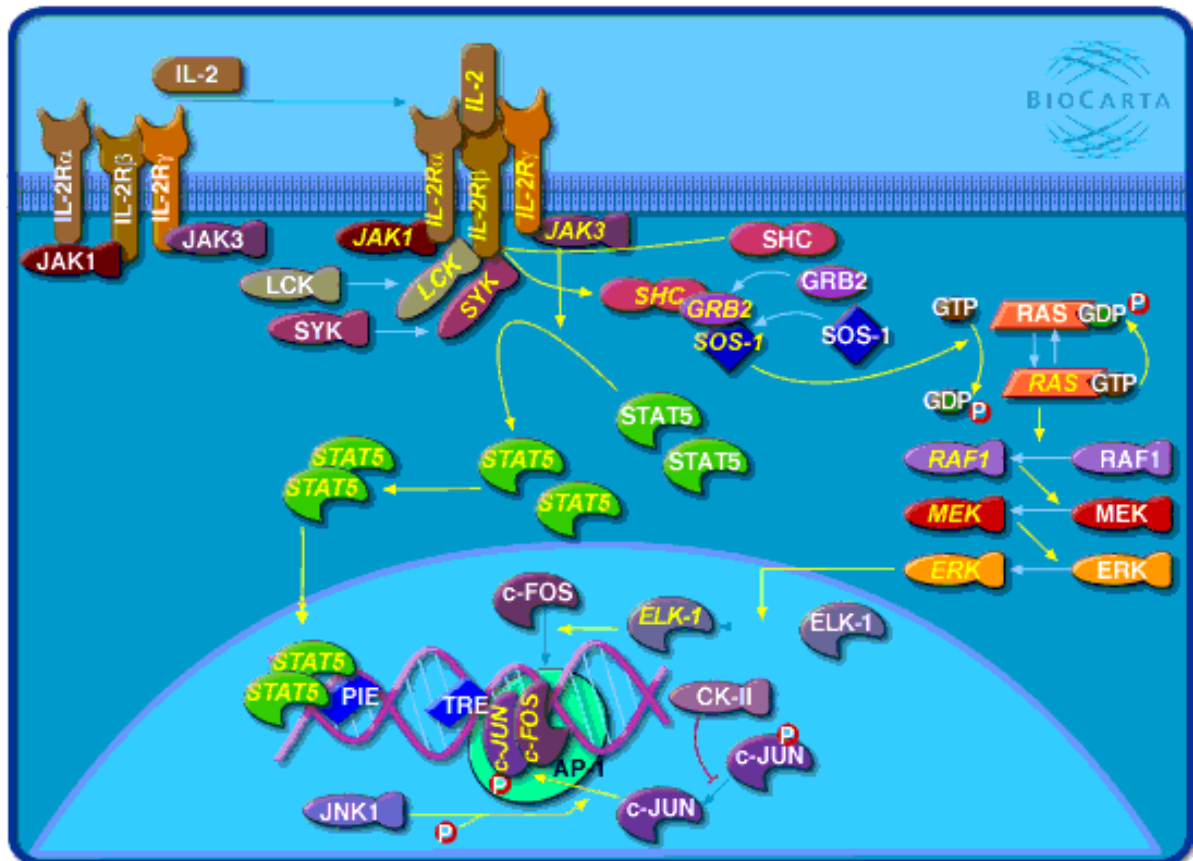 IL-2
IL-2
BIOCARTA
IL-2Rα
IL-2Rβ
IL-2Rγ
IL-2Rα
IL-2Rβ
IL-2Rγ
JAK1
JAK3
JAK1
JAK3
SHC
LCK
LCK
SYK
SYK
SHC
GRB2
GRB2
SOS-1
SOS-1
GTP
RAS
GDP
P
RAS
GTP
GDP
P
STAT5
STAT5
STAT5
STAT5
STAT5
STAT5
RAF1
RAF1
MEK
MEK
ERK
ERK
c-FOS
ELK-1
ELK-1
STAT5
STAT5
PIE
TRE
c-JUN
c-FOS
P
AP-1
CK-II
P
c-JUN
c-JUN
JNK1
P